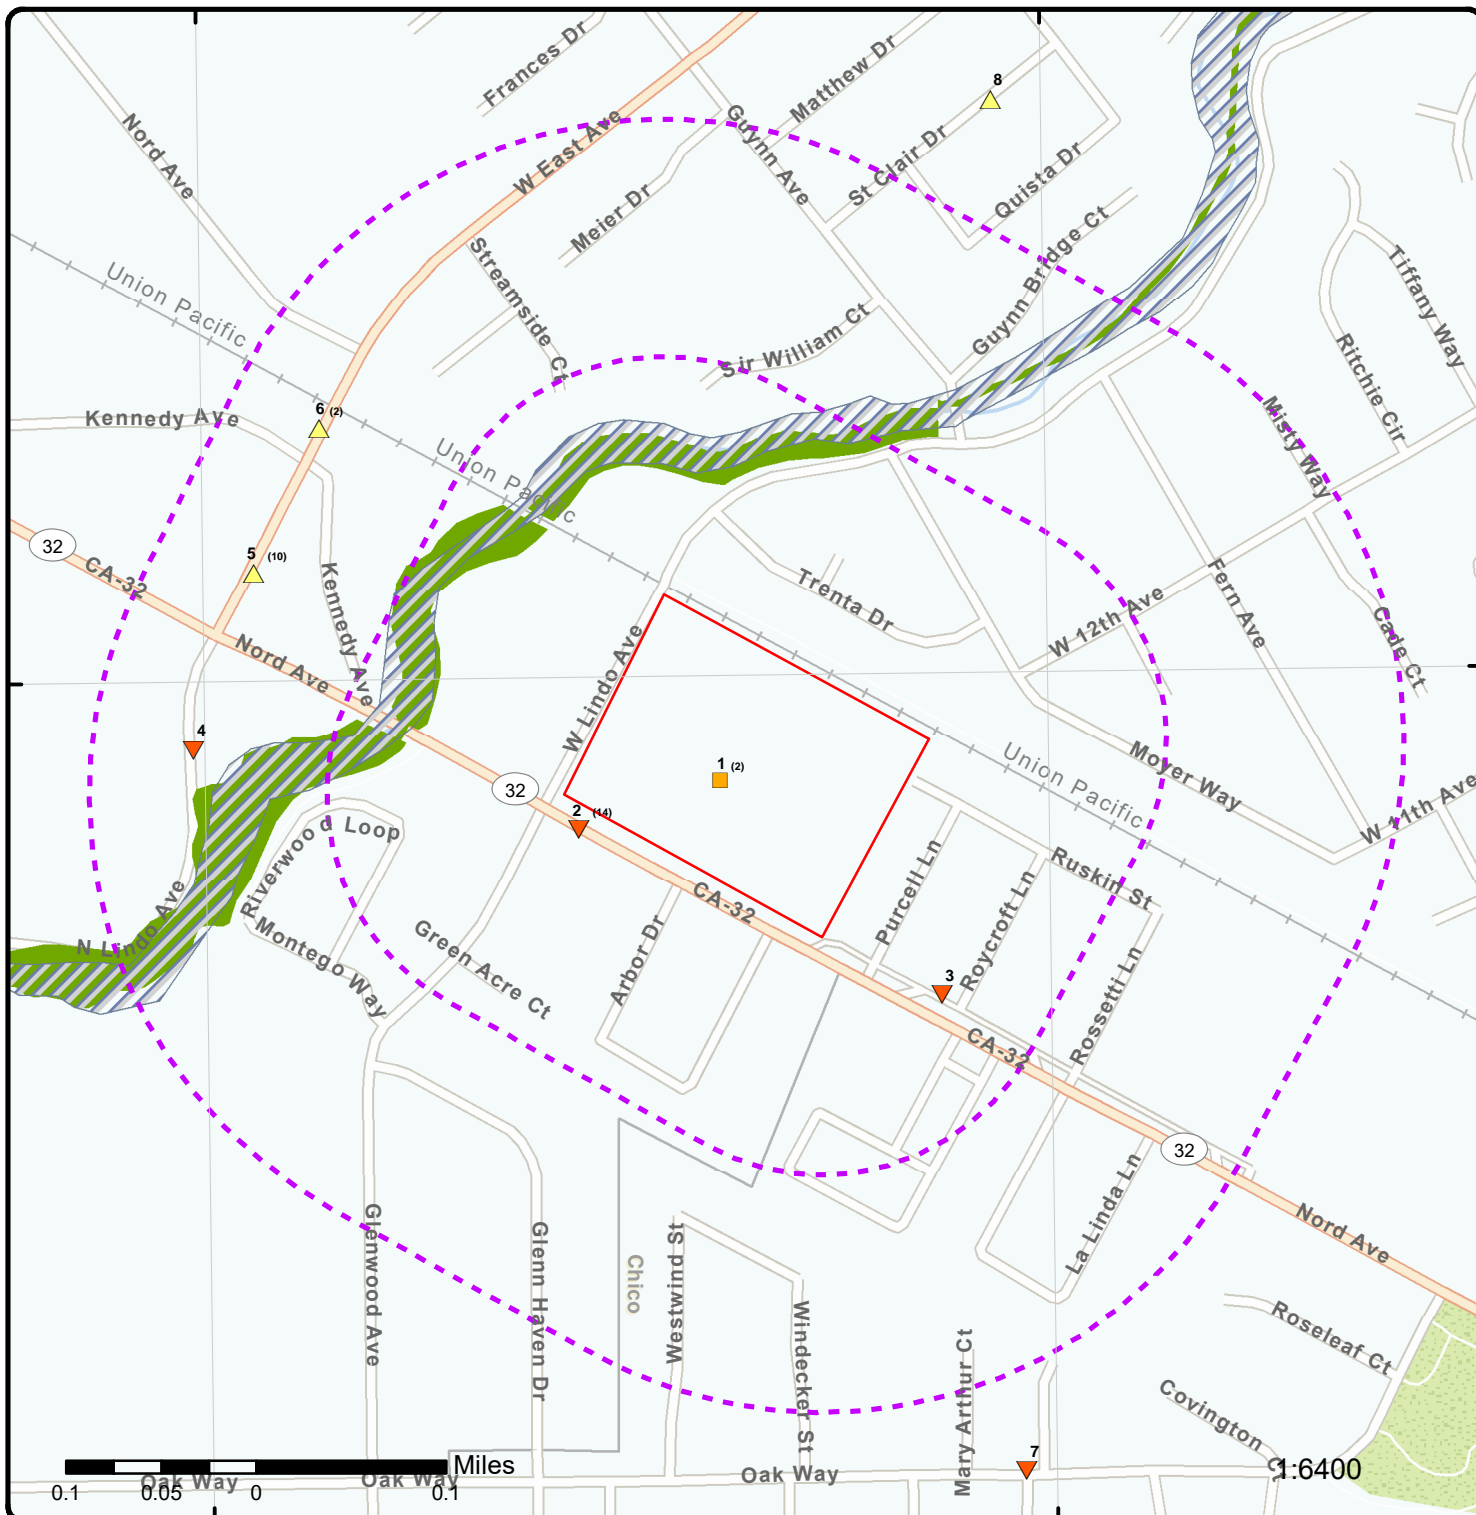 Frances Dr
Matthew Dr
8
Nord Ave
W East Ave
Guynn Ave
St Clair Dr
Quista Dr
Meier Dr
Guynn Bridge Ct
Streamside Ct
Union Pacific
Tiffany Way
Sir William Ct
Ritchie Cir
Kennedy Ave
6 (2)
Misty Way
Union Pacific
32
CA-32
5 (10)
Kennedy Ave
Trenta Dr
W 12th Ave
Fern Ave
Cade Ct
Nord Ave
W Lindo Ave
4
1 (2)
Union Pacific
Moyer Way
32
2 (14)
W 11th Ave
Riverwood Loop
CA-32
Purcell Ln
Ruskin St
Roycroft Ln
N Lindo Ave
Montego Way
Green Acre Ct
Arbor Dr
3
Rossetti Ln
CA-32
32
La Linda Ln
Nord Ave
Glenwood Ave
Glenn Haven Dr
Chico
Westwind St
Windecker St
Mary Arthur Ct
Roseleaf Ct
Covington C
7
Miles
1:6400
Oak Way
Oak Way
Oak Way
0.1 0.05 0 0.1